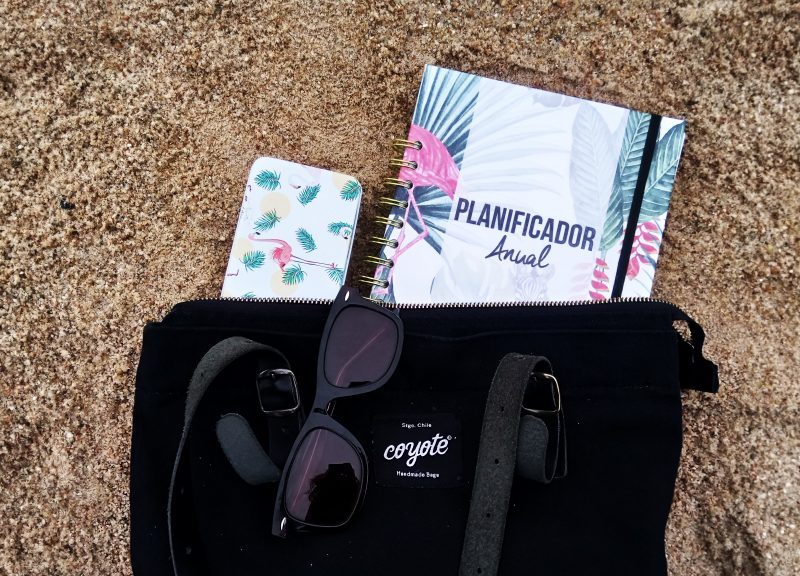 PLANIFICADOR
Anual
Stgo. Chile
coyote®
Handmade Bags